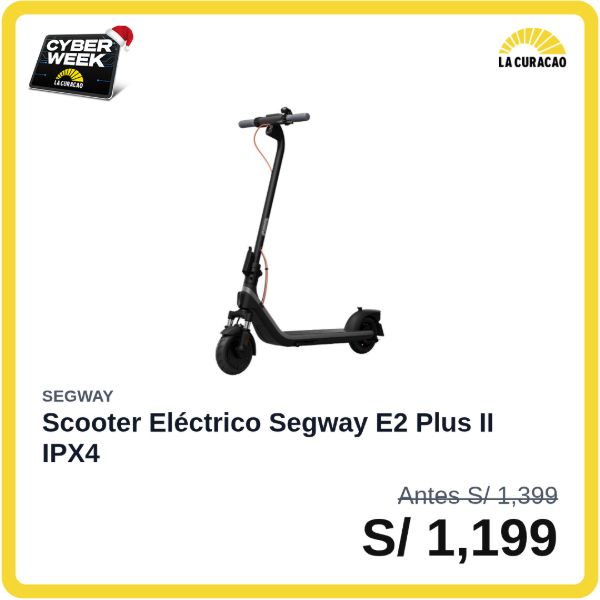 CYBER
WEEK
LA CURACAO
LA CURACAO
SEGWAY
Scooter Eléctrico Segway E2 Plus II
IPX4
Antes S/ 1,399
S/ 1,199